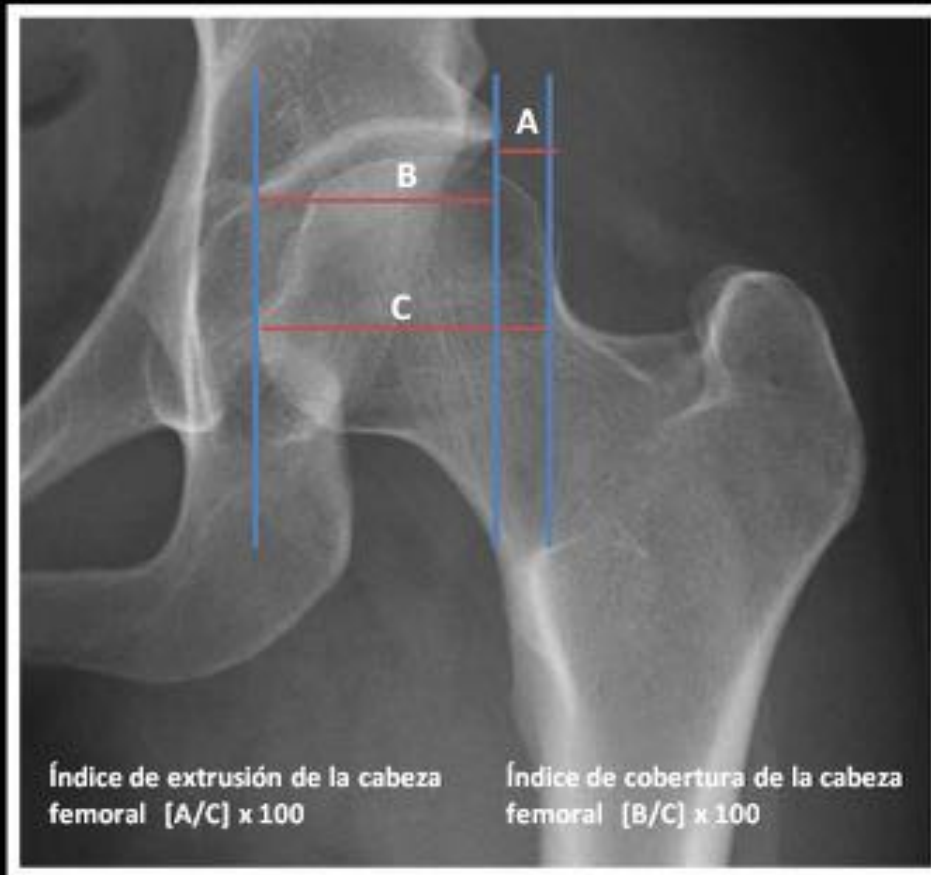 A
B
C
Índice de extrusión de la cabeza
femoral [A/C] x 100
Índice de cobertura de la cabeza
femoral [B/C] x 100